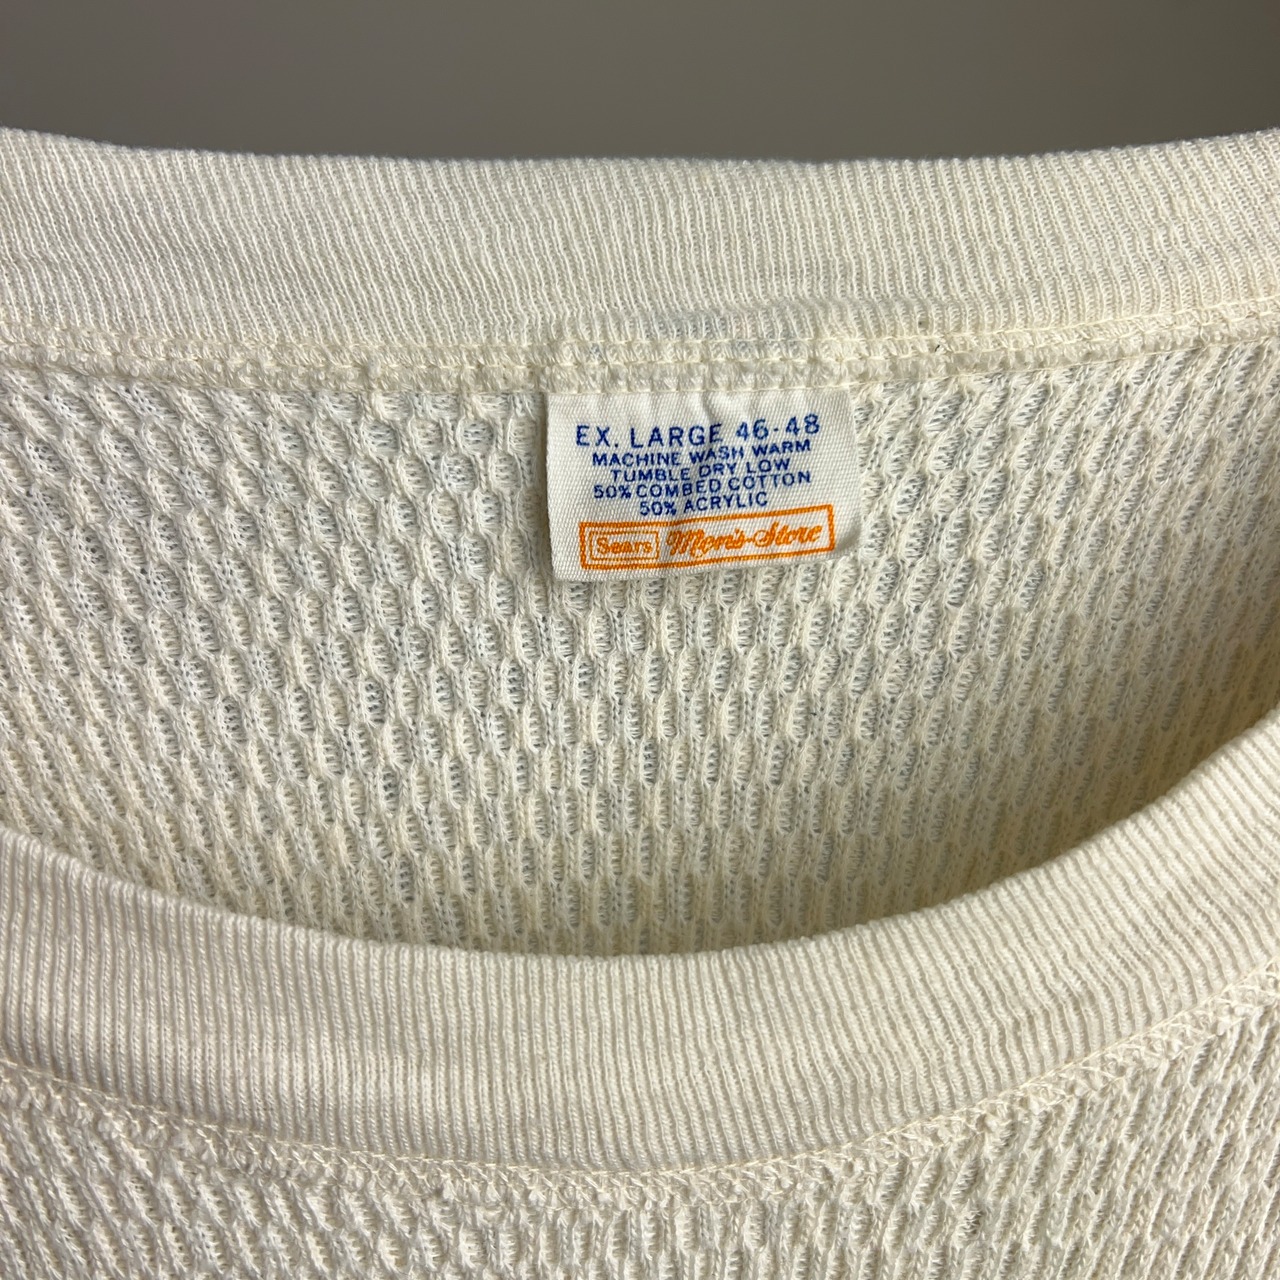 EX. LARGE 46-48
MACHINE WASH WARM
TUMBLE DRY LOW
50% COMBED COTTON
50% ACRYLIC
Sears Men's Store